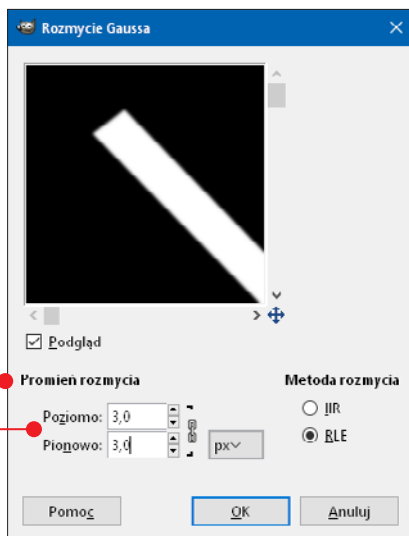 Rozmycie Gaussa
Podgląd
Promień rozmycia
Metoda rozmycia
Poziomo: 3,0
IIR
Pionowo: 3,0
px
RLE
Pomoc
OK
Anuluj